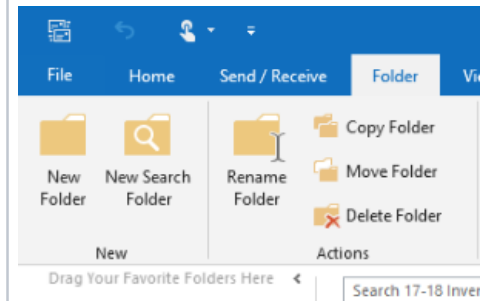 File Home Send / Receive Folder
New Folder
New Search Folder
Rename Folder
Copy Folder
Move Folder
Delete Folder
New Actions
Drag Your Favorite Folders Here
Search 17-18